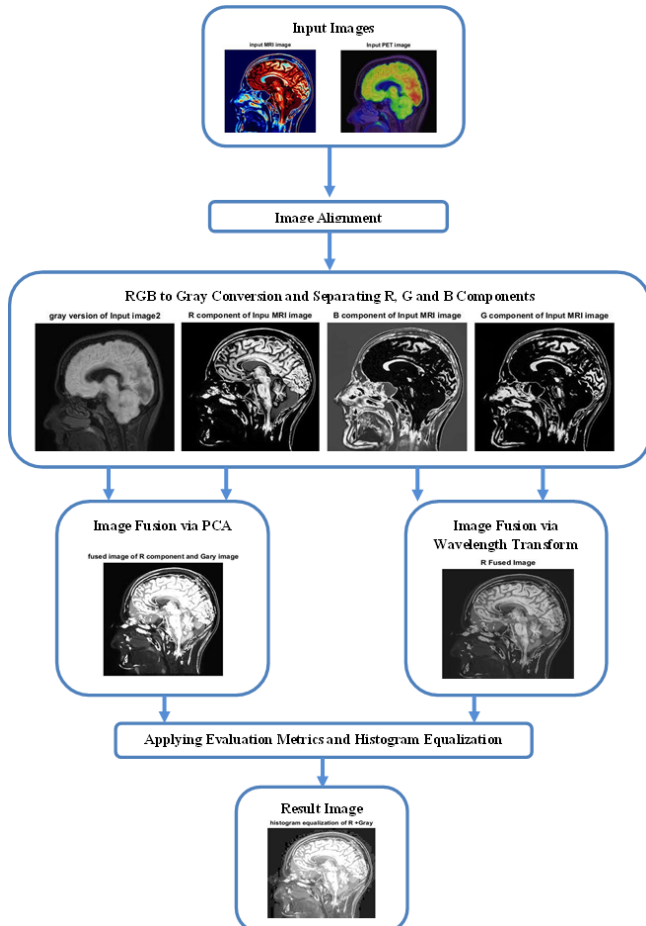 Input Images
input MRI image
Input PET image
Image Alignment
RGB to Gray Conversion and Separating R, G and B Components
gray version of Input image2
R component of Inpu MRI image
B component of Input MRI image
G component of Input MRI image
Image Fusion via PCA
fused image of R component and Gary image
Image Fusion via
Wavelength Transform
R Fused Image
Applying Evaluation Metrics and Histogram Equalization
Result Image
histogram equalization of R +Gray